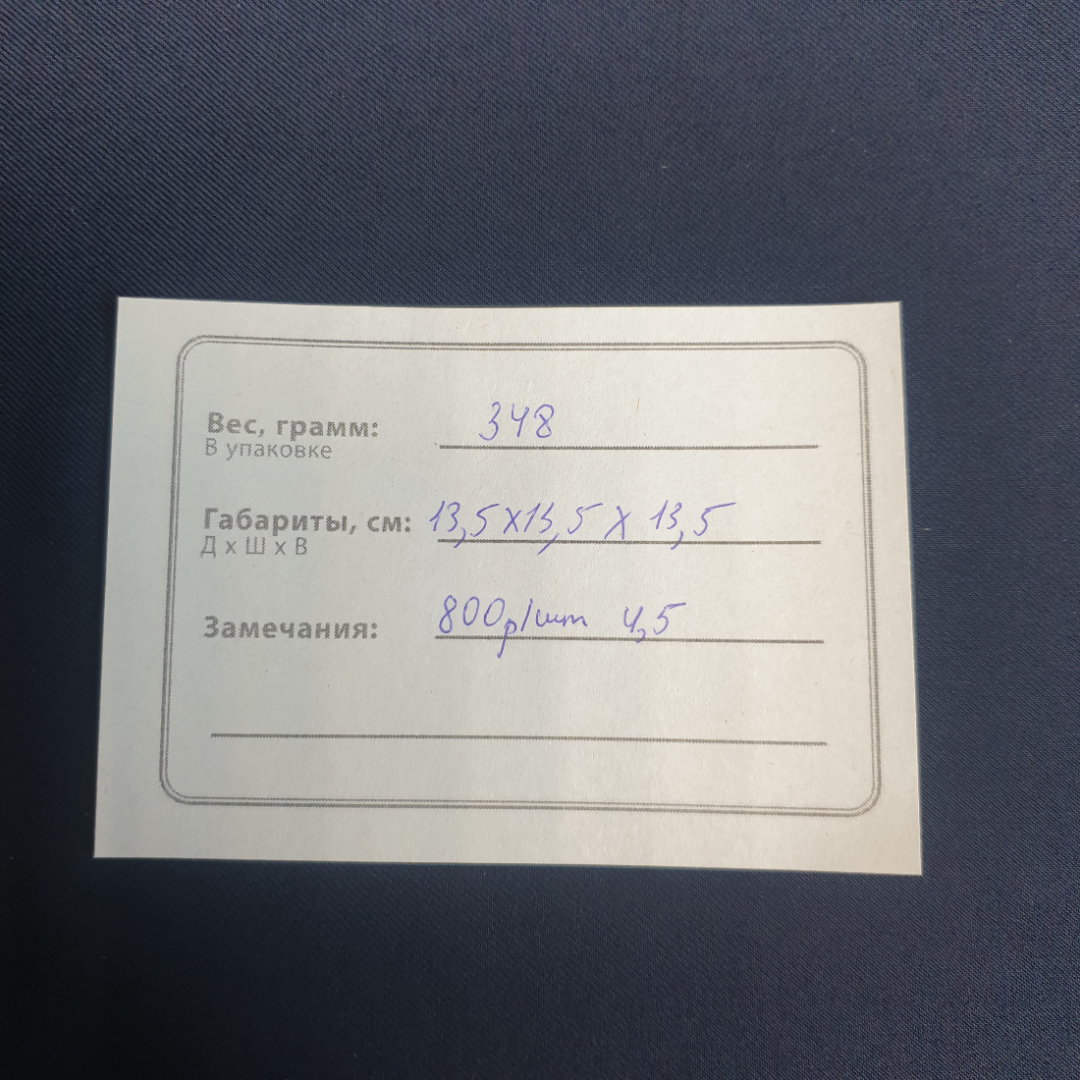 Вес, грамм: 348
В упаковке
Габариты, см: 13,5 х 13,5 х 13,5
Д х Ш х В
Замечания: 800р/шт 4,5